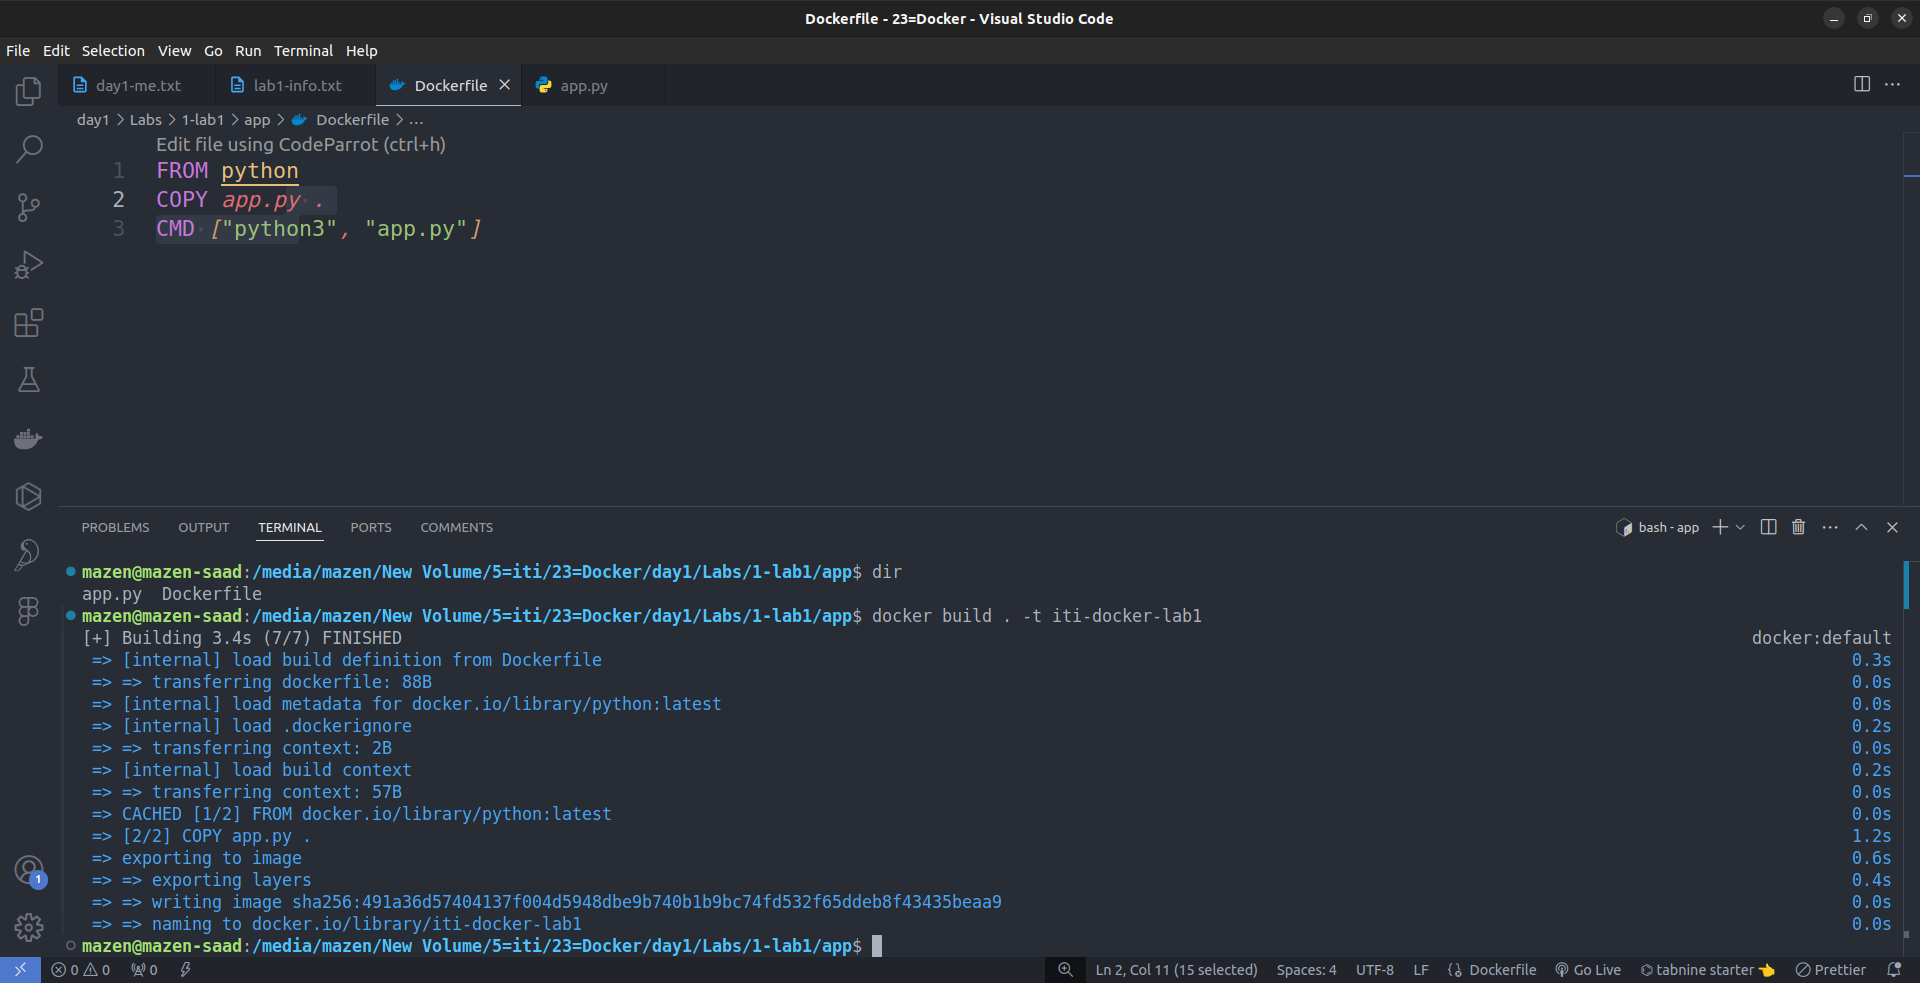 Dockerfile - 23=Docker - Visual Studio Code
File Edit Selection View Go Run Terminal Help
day1-me.txt lab1-info.txt Dockerfile app.py
day1 > Labs > 1-lab1 > app > Dockerfile > ...
Edit file using CodeParrot (ctrl+h)
1 FROM python
2 COPY app.py .
3 CMD ["python3", "app.py"]
PROBLEMS OUTPUT TERMINAL PORTS COMMENTS bash - app
mazen@mazen-saad:/media/mazen/New Volume/5=iti/23=Docker/day1/Labs/1-lab1/app$ dir
app.py Dockerfile
mazen@mazen-saad:/media/mazen/New Volume/5=iti/23=Docker/day1/Labs/1-lab1/app$ docker build . -t iti-docker-lab1
[+] Building 3.4s (7/7) FINISHED docker:default
=> [internal] load build definition from Dockerfile 0.3s
=> => transferring dockerfile: 88B 0.0s
=> [internal] load metadata for docker.io/library/python:latest 0.0s
=> [internal] load .dockerignore 0.2s
=> => transferring context: 2B 0.0s
=> [internal] load build context 0.2s
=> => transferring context: 57B 0.0s
=> CACHED [1/2] FROM docker.io/library/python:latest 0.0s
=> [2/2] COPY app.py . 1.2s
=> exporting to image 0.6s
=> => exporting layers 0.4s
=> => writing image sha256:491a36d57404137f004d5948dbe9b740b1b9bc74fd532f65ddeb8f43435beaa9 0.0s
=> => naming to docker.io/library/iti-docker-lab1 0.0s
1
mazen@mazen-saad:/media/mazen/New Volume/5=iti/23=Docker/day1/Labs/1-lab1/app$
0 0 0 Ln 2, Col 11 (15 selected) Spaces: 4 UTF-8 LF Dockerfile Go Live tabnine starter Prettier